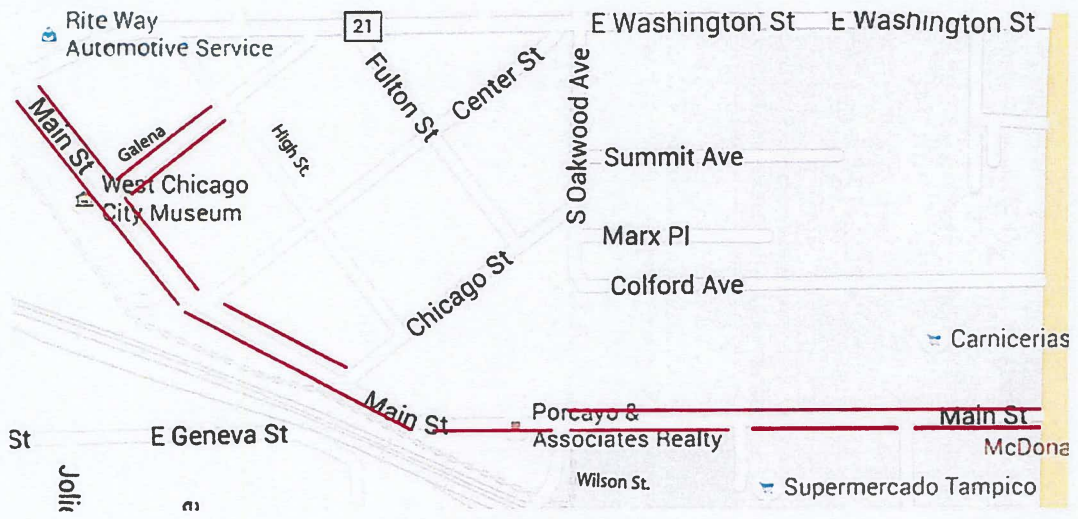 Rite Way
Automotive Service
21
E Washington St
E Washington St
Main St
Galena
High St.
Fulton St
Center St
S Oakwood Ave
Summit Ave
West Chicago
City Museum
Marx Pl
Colford Ave
Chicago St
Carnicerias
Main St
Porcayo &
Associates Realty
Main St
McDona
St
E Geneva St
Wilson St.
Supermercado Tampico